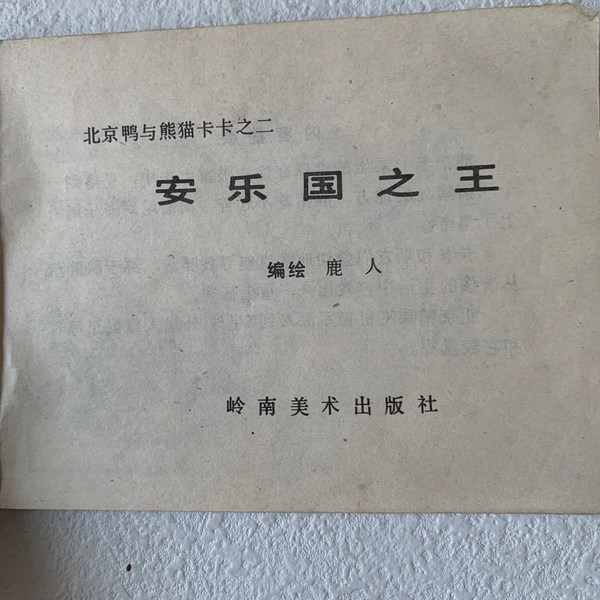 北京鸭与熊猫卡卡之二
安乐国之王
编绘 鹿人
岭南美术出版社